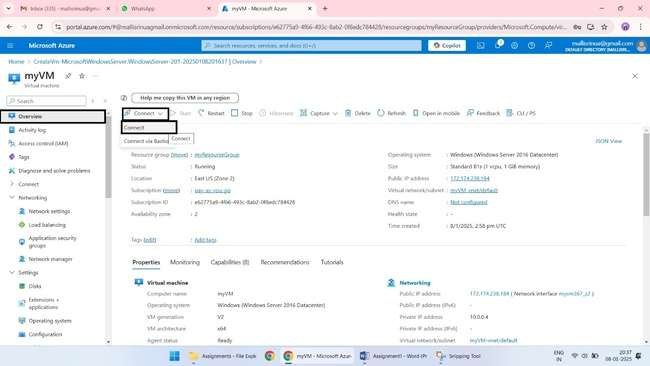 Inbox (335) - mallisrinua@gmail.
WhatsApp
myVM - Microsoft Azure
portal.azure.com/#@mallisrinuagmail.onmicrosoft.com/resource/subscriptions/e62775a9-4f66-493c-8ab2-0f8edc784428/resourcegroups/myResourceGroup/providers/Microsoft.Compute/vi...
Microsoft Azure
Search resources, services, and docs (G+/)
Copilot
mallisrinua@gmail.com
DEFAULT DIRECTORY (MALLISRIN...
Home > CreateVm-MicrosoftWindowsServer.WindowsServer-201-20250108201637 | Overview >
myVM
Virtual machine
Search
Help me copy this VM in any region
Connect
Start
Restart
Stop
Hibernate
Capture
Delete
Refresh
Open in mobile
Feedback
CLI / PS
Connect
Connect via Bastion
Connect
Overview
Activity log
Access control (IAM)
Tags
Diagnose and solve problems
Connect
Networking
Network settings
Load balancing
Application security
groups
Network manager
Settings
Disks
Extensions +
applications
Operating system
Configuration
JSON View
Resource group (move) : myResourceGroup
Status : Running
Location : East US (Zone 2)
Subscription (move) : pay-as-you-go
Subscription ID : e62775a9-4f66-493c-8ab2-0f8edc784428
Availability zone : 2
Operating system : Windows (Windows Server 2016 Datacenter)
Size : Standard B1s (1 vcpu, 1 GiB memory)
Public IP address : 172.174.238.184
Virtual network/subnet : myVM-vnet/default
DNS name : Not configured
Health state : -
Time created : 8/1/2025, 2:58 pm UTC
Tags (edit) : Add tags
Properties
Monitoring
Capabilities (8)
Recommendations
Tutorials
Virtual machine
Computer name myVM
Operating system Windows (Windows Server 2016 Datacenter)
VM generation V2
VM architecture x64
Agent status Ready
Networking
Public IP address 172.174.238.184 ( Network interface myvm367_z2 )
Public IP address (IPv6) -
Private IP address 10.0.0.4
Private IP address (IPv6) -
Virtual network/subnet myVM-vnet/default
Assignments - File Expl
myVM - Microsoft Azur
Assignment1 - Word (Pr
Snipping Tool
ENG
IN
20:37
08-01-2025